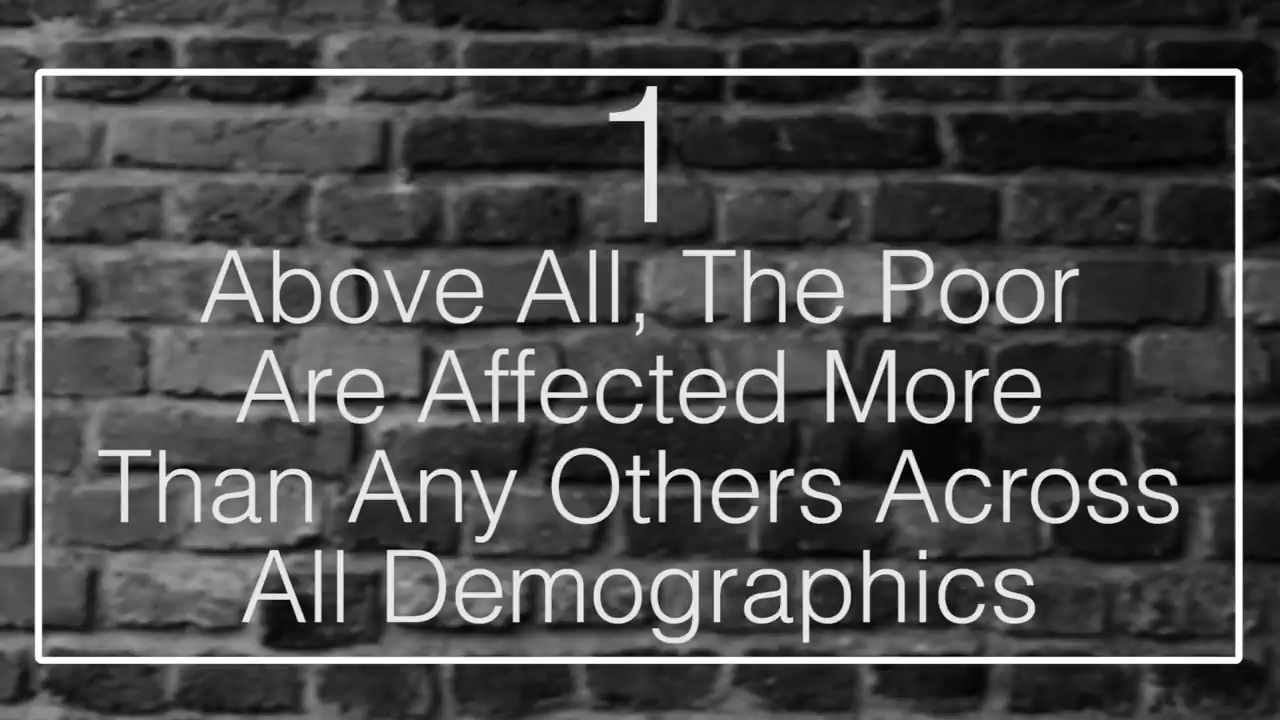 1
Above All, The Poor
Are Affected More
Than Any Others Across
All Demographics